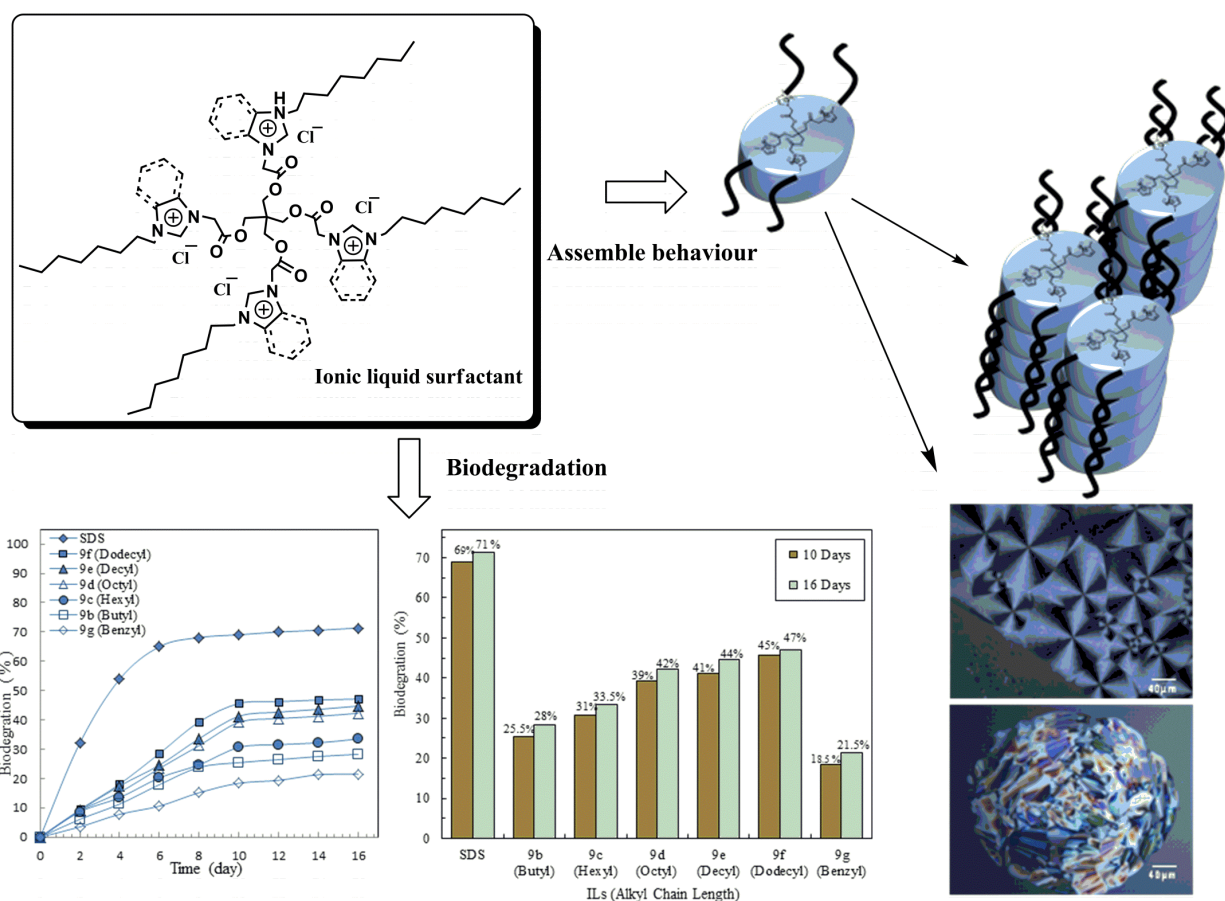 H
N
Cl−
N
O
O
N
N
Cl−
O
O
O
O
Cl−
N
N
O
O
Cl−
N
N
Ionic liquid surfactant
Assemble behaviour
Biodegradation
100
90
80
70
60
50
40
30
20
10
0
Biodegration (%)
SDS
9f (Dodecyl)
9e (Decyl)
9d (Octyl)
9c (Hexyl)
9b (Butyl)
9g (Benzyl)
0 2 4 6 8 10 12 14 16
Time (day)
70
60
50
40
30
20
10
0
Biodegration (%)
10 Days
16 Days
69% 71%
25.5% 28%
31% 33.5%
39% 42%
41% 44%
45% 47%
18.5% 21.5%
SDS 9b 9c 9d 9e 9f 9g
(Butyl) (Hexyl) (Octyl) (Decyl) (Dodecyl) (Benzyl)
ILs (Alkyl Chain Length)
40µm
40µm